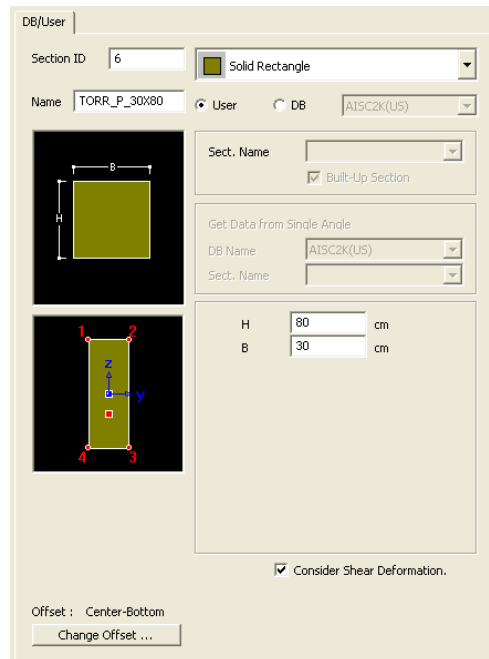 DB/User
Section ID 6 Solid Rectangle
Name TORR_P_30X80 User DB AISC2K(US)
Sect. Name
Built-Up Section
B
H
Get Data from Single Angle
DB Name AISC2K(US)
Sect. Name
H 80 cm
B 30 cm
1 2
z
y
4 3
Consider Shear Deformation.
Offset : Center-Bottom
Change Offset ...